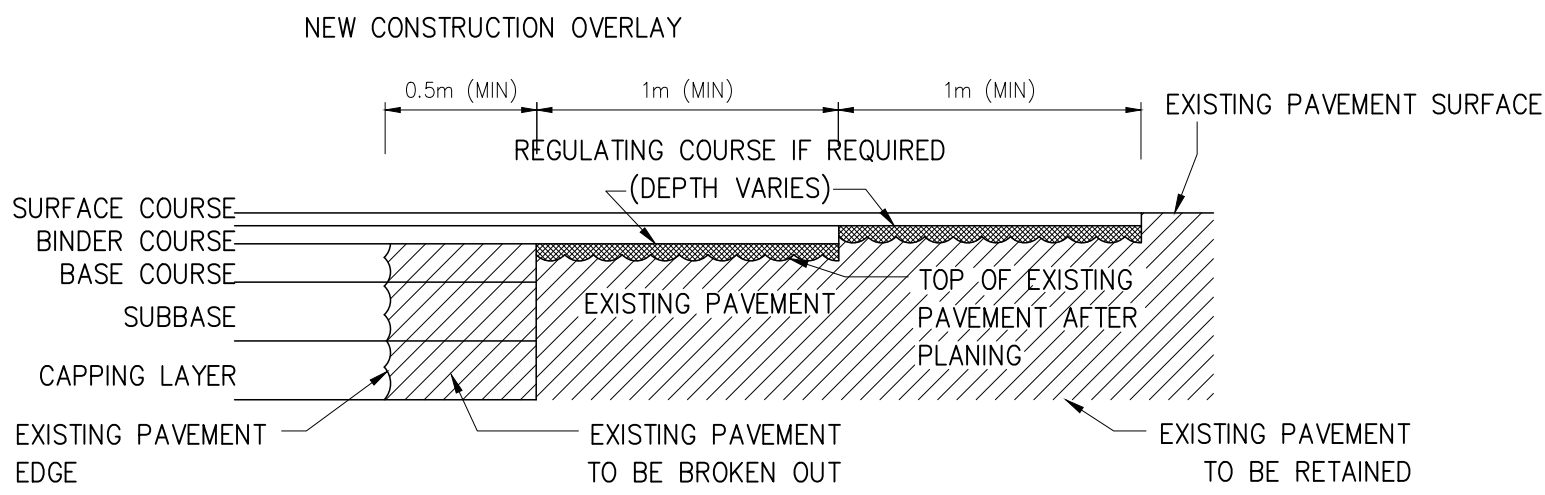 NEW CONSTRUCTION OVERLAY
0.5m (MIN)
1m (MIN)
1m (MIN)
EXISTING PAVEMENT SURFACE
REGULATING COURSE IF REQUIRED
(DEPTH VARIES)
SURFACE COURSE
BINDER COURSE
BASE COURSE
SUBBASE
CAPPING LAYER
EXISTING PAVEMENT
TOP OF EXISTING
PAVEMENT AFTER
PLANING
EXISTING PAVEMENT
EDGE
EXISTING PAVEMENT
TO BE BROKEN OUT
EXISTING PAVEMENT
TO BE RETAINED